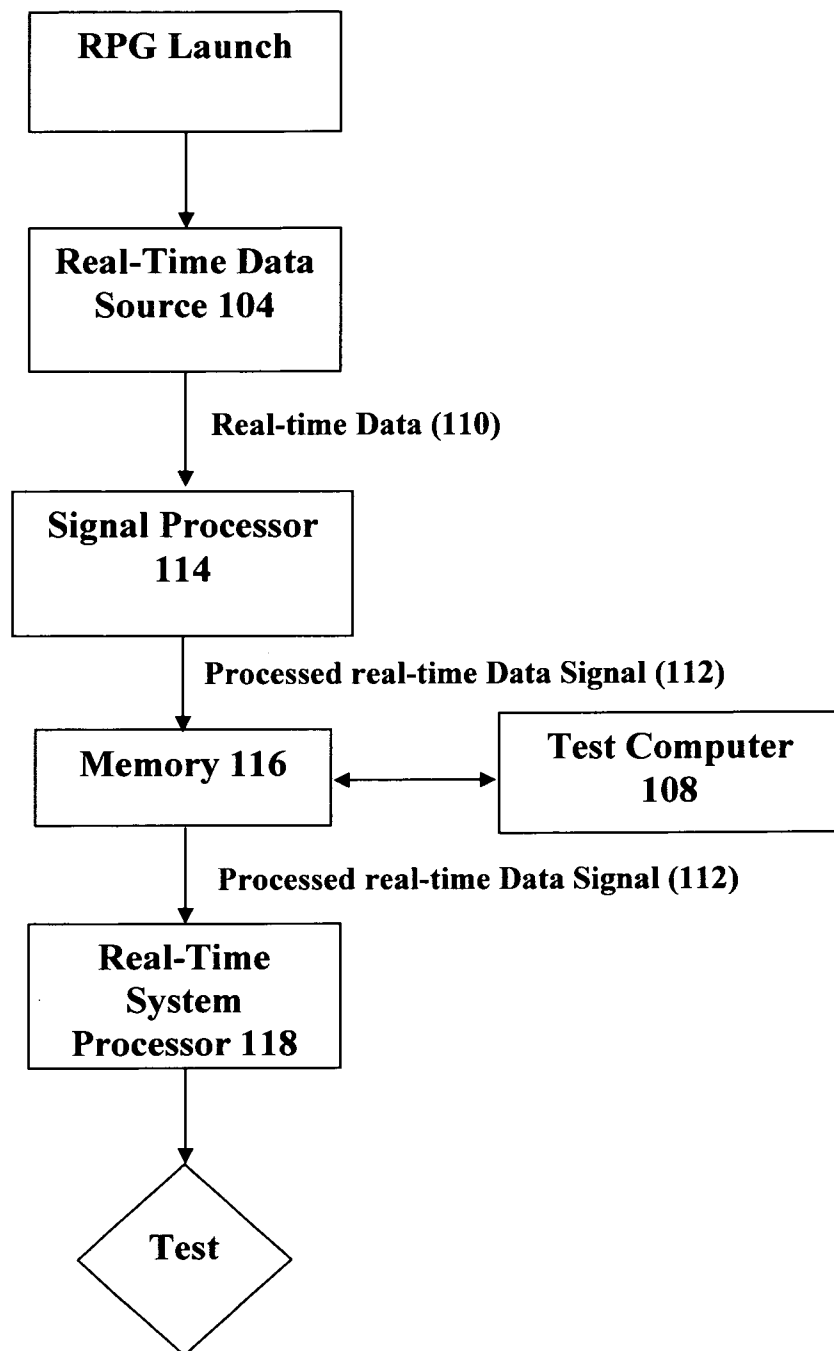 RPG Launch
Real-Time Data
Source 104
Real-time Data (110)
Signal Processor
114
Processed real-time Data Signal (112)
Memory 116
Test Computer
108
Processed real-time Data Signal (112)
Real-Time
System
Processor 118
Test